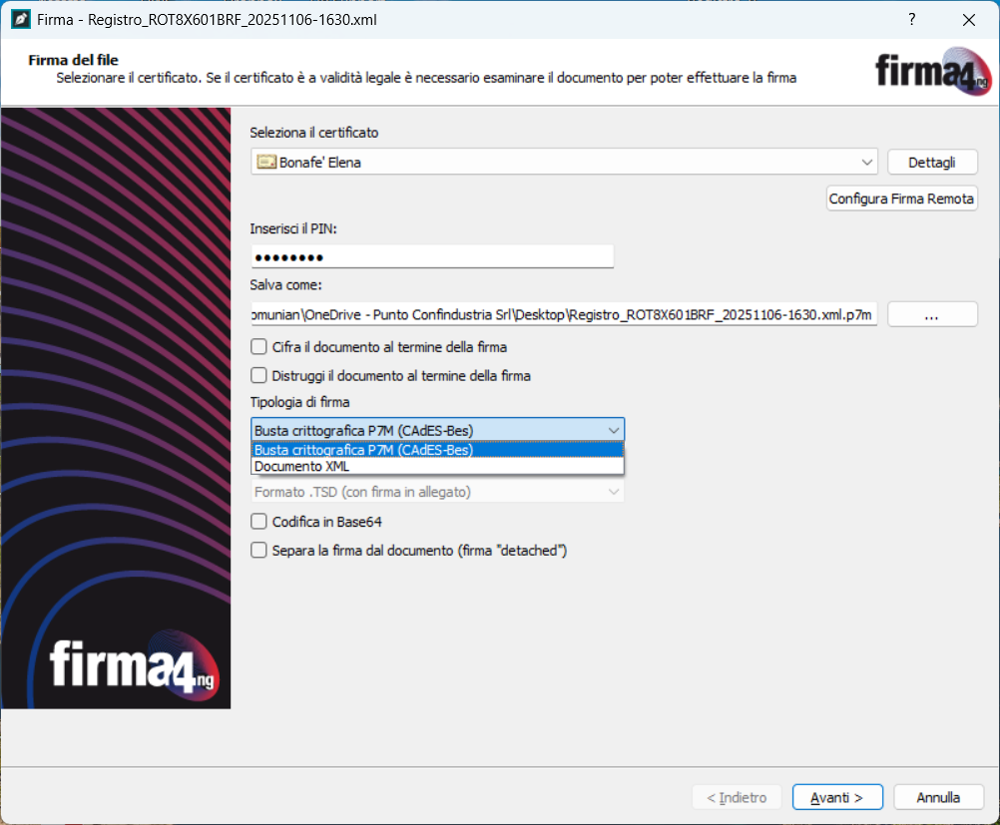 Firma - Registro_ROT8X601BRF_20251106-1630.xml
?
Firma del file
Selezionare il certificato. Se il certificato è a validità legale è necessario esaminare il documento per poter effettuare la firma
firma4ng
Seleziona il certificato
Bonafe' Elena
Dettagli
Configura Firma Remota
Inserisci il PIN:
●●●●●●●●
Salva come:
omunian\OneDrive - Punto Confindustria Srl\Desktop\Registro_ROT8X601BRF_20251106-1630.xml.p7m
...
Cifra il documento al termine della firma
Distruggi il documento al termine della firma
Tipologia di firma
Busta crittografica P7M (CAdES-Bes)
Busta crittografica P7M (CAdES-Bes)
Documento XML
Formato .TSD (con firma in allegato)
Codifica in Base64
Separa la firma dal documento (firma "detached")
firma4ng
< Indietro
Avanti >
Annulla